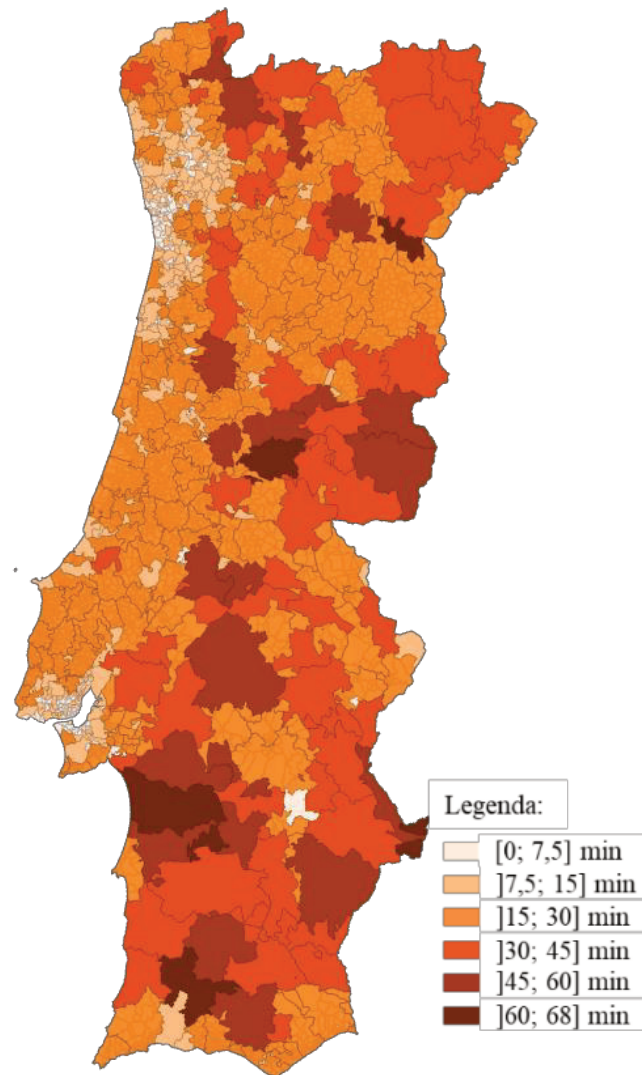 Legenda:
[0; 7,5] min
]7,5; 15] min
]15; 30] min
]30; 45] min
]45; 60] min
]60; 68] min